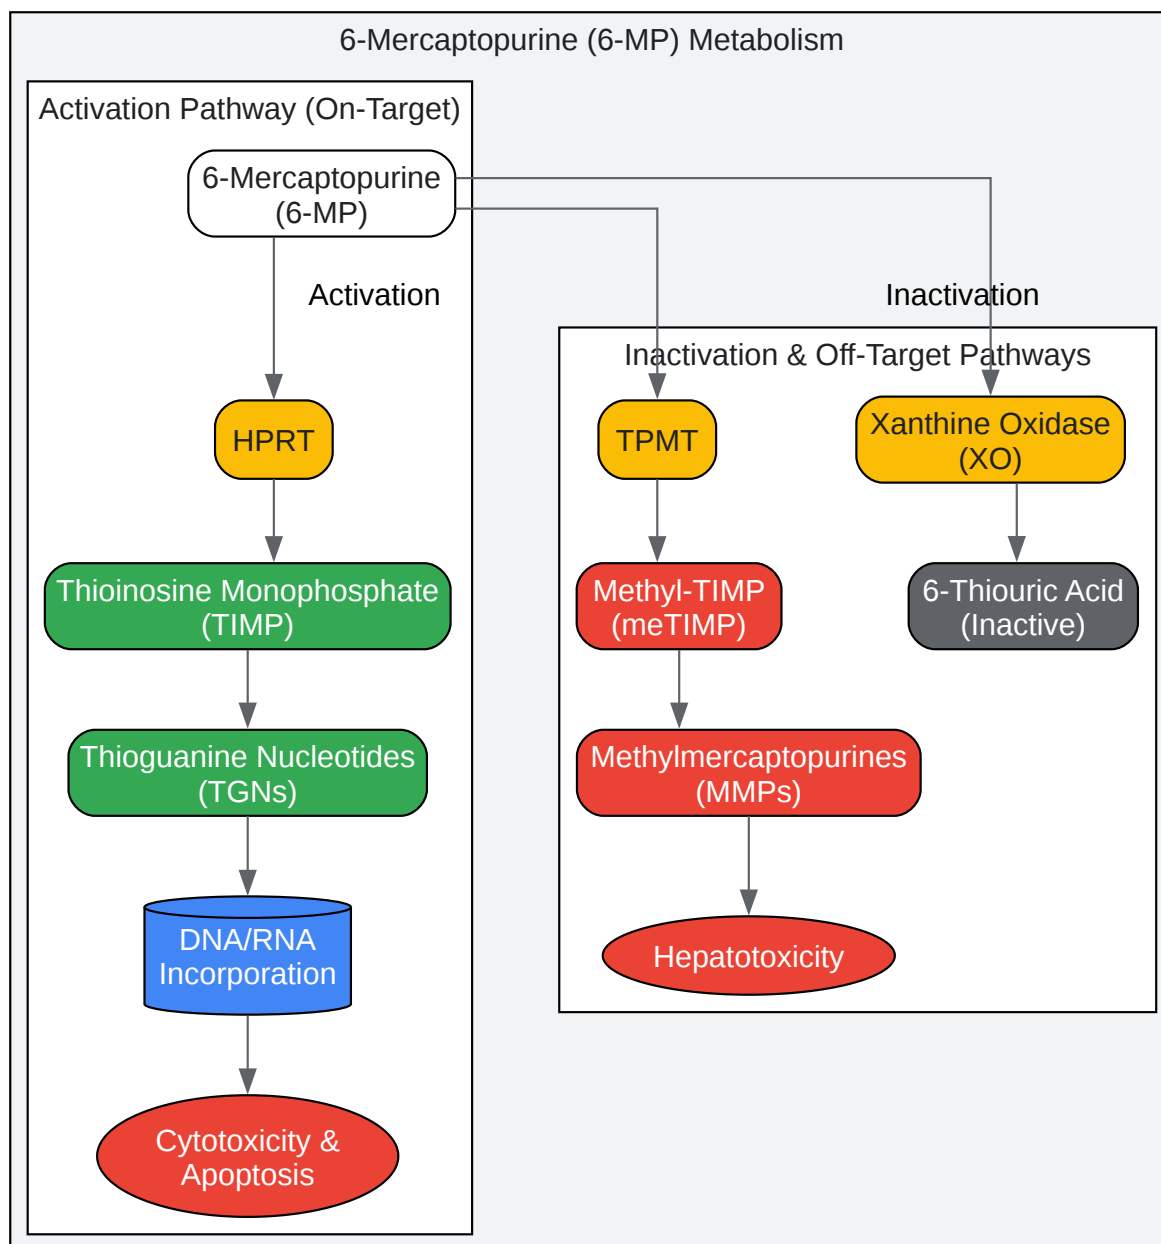 6-Mercaptopurine (6-MP) Metabolism
Activation Pathway (On-Target)
6-Mercaptopurine
(6-MP)
Activation
Inactivation
Inactivation & Off-Target Pathways
HPRT
TPMT
Xanthine Oxidase
(XO)
Thioinosine Monophosphate
(TIMP)
Methyl-TIMP
(meTIMP)
6-Thiouric Acid
(Inactive)
Thioguanine Nucleotides
(TGNs)
Methylmercaptopurines
(MMPs)
DNA/RNA
Incorporation
Hepatotoxicity
Cytotoxicity &
Apoptosis